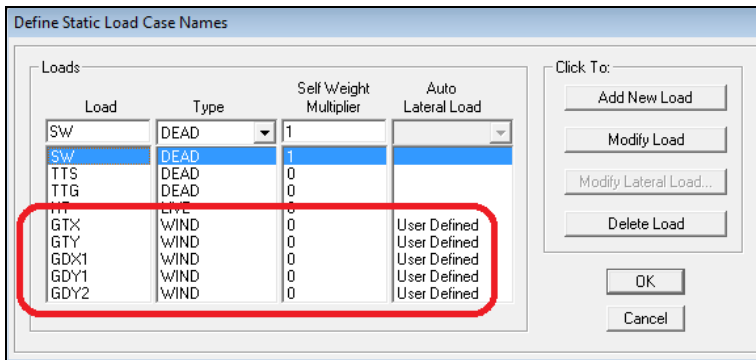 Define Static Load Case Names
Loads
Load Type Self Weight Multiplier Auto Lateral Load
SW DEAD 1
SW DEAD 1
TTS DEAD 0
TTG DEAD 0
LIVE 0
GTX WIND 0 User Defined
GTY WIND 0 User Defined
GDX1 WIND 0 User Defined
GDY1 WIND 0 User Defined
GDY2 WIND 0 User Defined
Click To:
Add New Load
Modify Load
Modify Lateral Load...
Delete Load
OK
Cancel